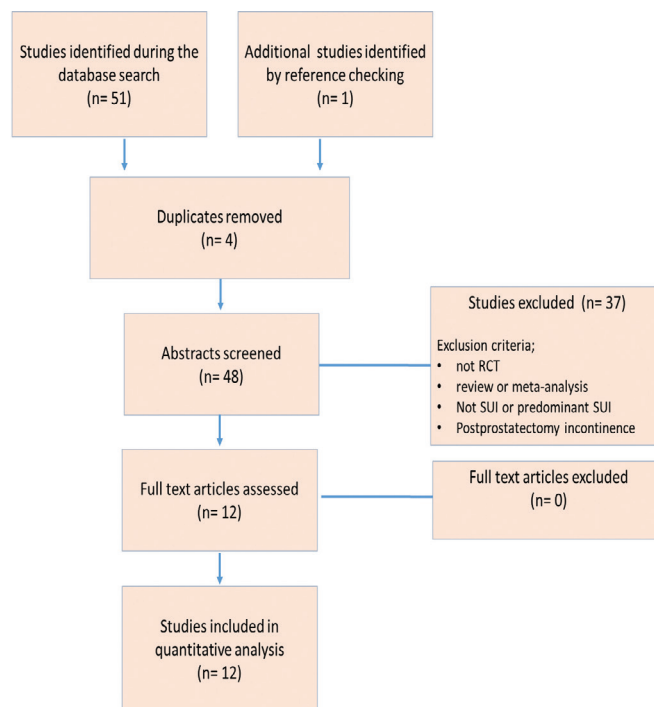 Studies identified during the
database search
(n= 51)
Additional studies identified
by reference checking
(n= 1)
Duplicates removed
(n= 4)
Abstracts screened
(n= 48)
Studies excluded (n= 37)
Exclusion criteria;
• not RCT
• review or meta-analysis
• Not SUI or predominant SUI
• Postprostatectomy incontinence
Full text articles assessed
(n= 12)
Full text articles excluded
(n= 0)
Studies included in
quantitative analysis
(n= 12)